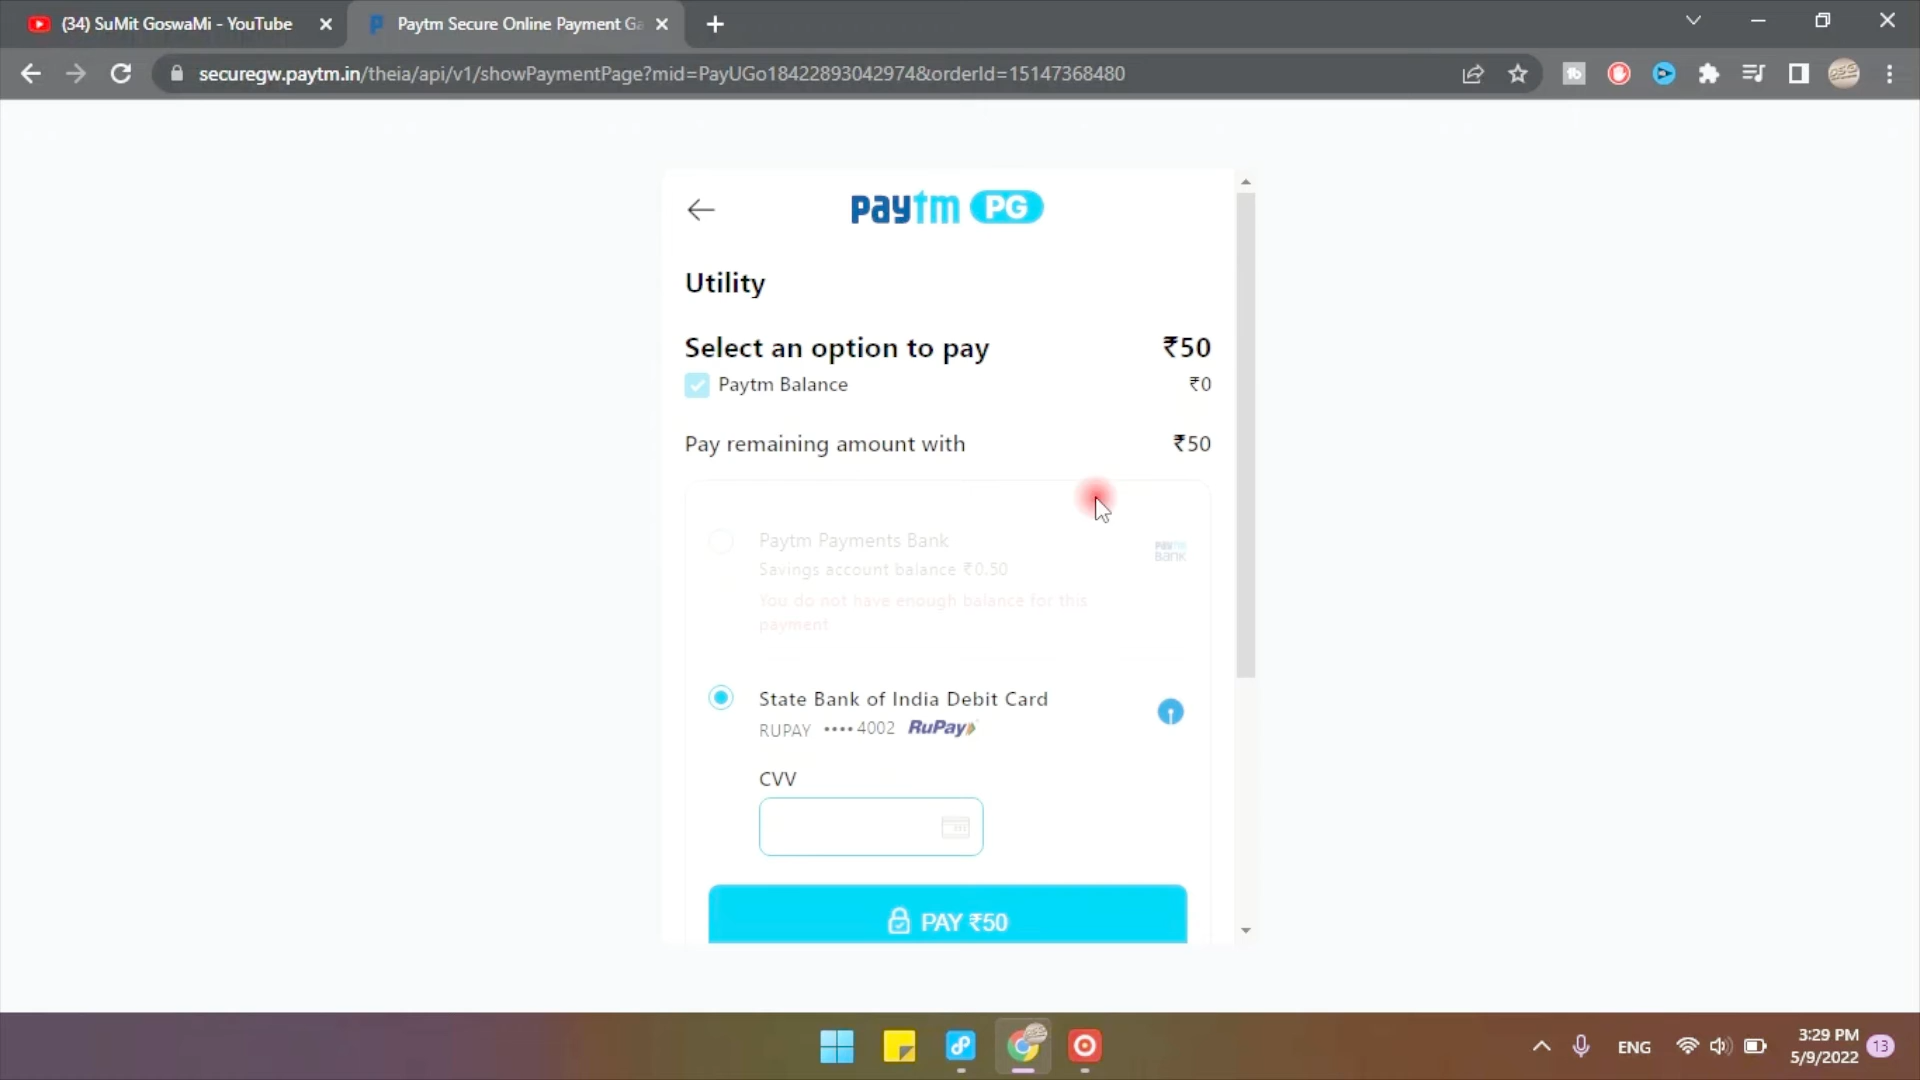 (34) SuMit GoswaMi - YouTube
Paytm Secure Online Payment Ga
securegw.paytm.in/theia/api/v1/showPaymentPage?mid=PayUGo18422893042974&orderId=15147368480
paytm PG
Utility
Select an option to pay ₹50
Paytm Balance ₹0
Pay remaining amount with ₹50
Paytm Payments Bank
paytm BANK
Savings account balance ₹0.50
You do not have enough balance for this
payment.
State Bank of India Debit Card
RUPAY •••• 4002 RuPay
CVV
PAY ₹50
ENG
3:29 PM
5/9/2022
13